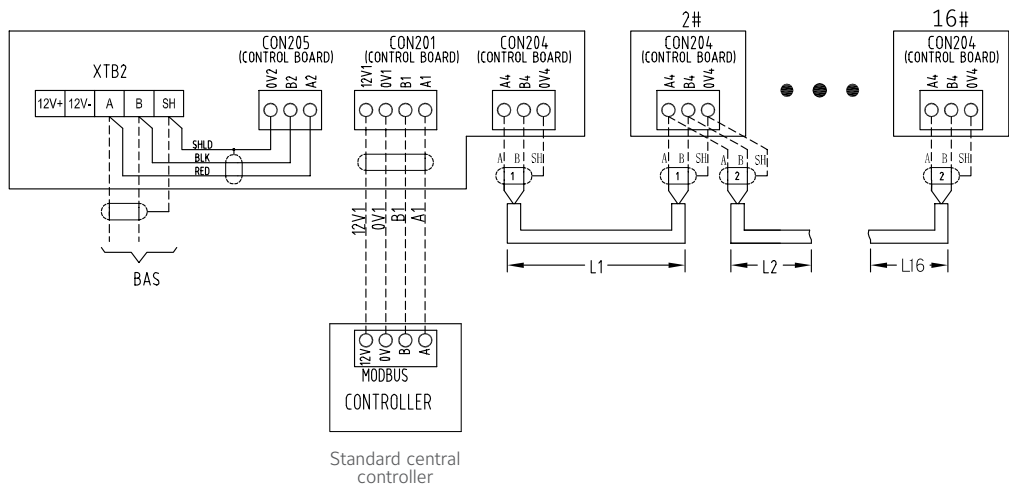 2#
16#
CON205
(CONTROL BOARD)
CON201
(CONTROL BOARD)
CON204
(CONTROL BOARD)
CON204
(CONTROL BOARD)
CON204
(CONTROL BOARD)
XTB2
0V2
B2
A2
12V1
0V1
B1
A1
A4
B4
0V4
A4
B4
0V4
A4
B4
0V4
12V+ 12V- A B SH
SHLD
BLK
RED
A B SH
1
A B SH
1
A B SH
2
A B SH
2
12V1
0V1
B1
A1
BAS
L1
L2
L16
12V
0V
B
A
MODBUS
CONTROLLER
Standard central
controller